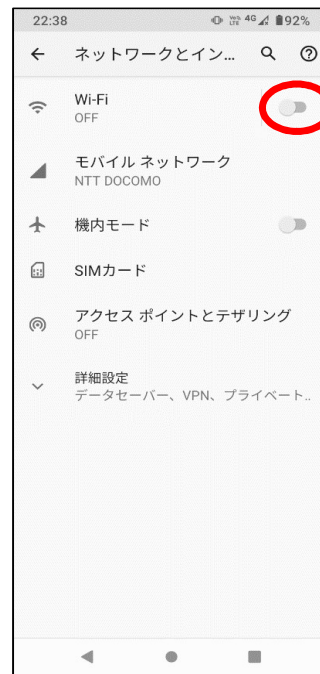 22:38 VoLTE 4G 92%
ネットワークとイン...
Wi-Fi
OFF
モバイル ネットワーク
NTT DOCOMO
機内モード
SIMカード
アクセス ポイントとテザリング
OFF
詳細設定
データセーバー、VPN、プライベート..